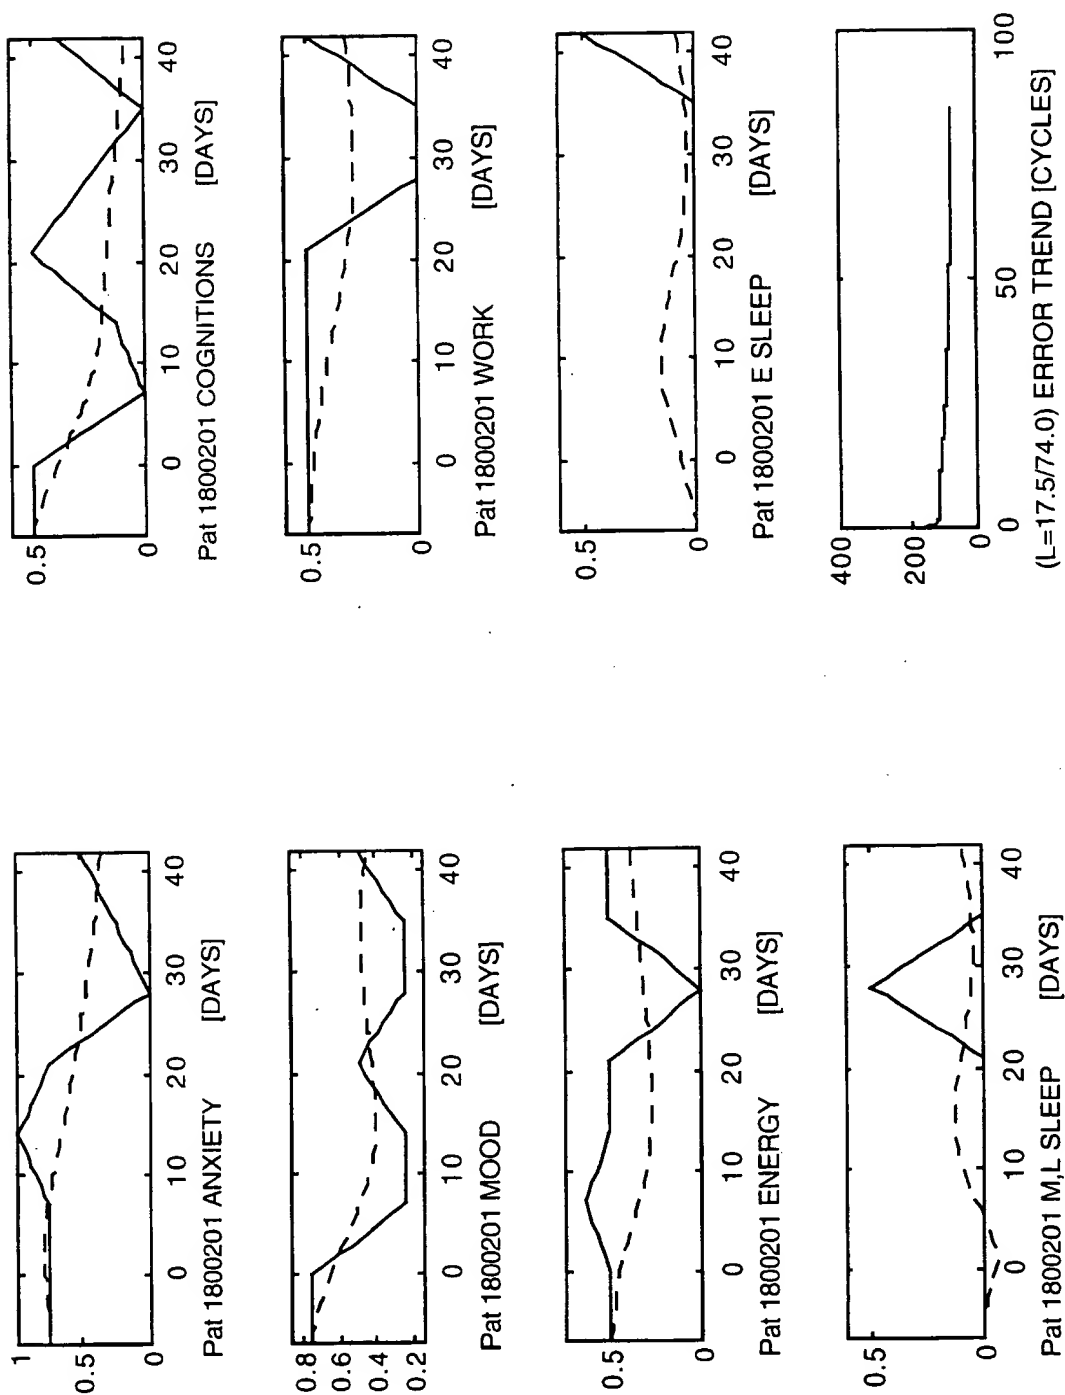 1
0.5
0
0 10 20 30 40
Pat 1800201 ANXIETY [DAYS]
0.5
0
0 10 20 30 40
Pat 1800201 COGNITIONS [DAYS]
0.8
0.6
0.4
0.2
0 10 20 30 40
Pat 1800201 MOOD [DAYS]
0.5
0
0 10 20 30 40
Pat 1800201 WORK [DAYS]
0.5
0
0 10 20 30 40
Pat 1800201 ENERGY [DAYS]
0.5
0
0 10 20 30 40
Pat 1800201 E SLEEP [DAYS]
0.5
0
0 10 20 30 40
Pat 1800201 M,L SLEEP [DAYS]
400
200
0
0 50 100
(L=17.5/74.0) ERROR TREND [CYCLES]